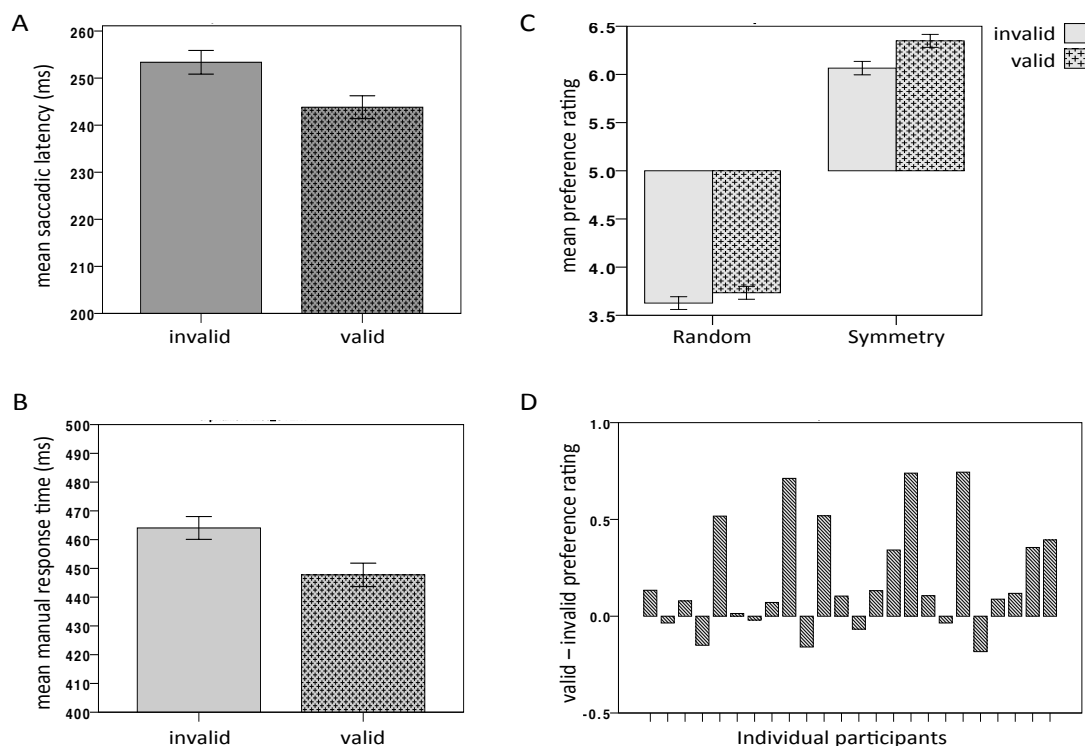 A
mean saccadic latency (ms)
260
250
240
230
220
210
200
invalid
valid
C
mean preference rating
6.5
6.0
5.5
5.0
4.5
4.0
3.5
Random
Symmetry
invalid
valid
B
mean manual response time (ms)
500
490
480
470
460
450
440
430
420
410
400
invalid
valid
D
valid – invalid preference rating
1.0
0.5
0.0
-0.5
Individual participants